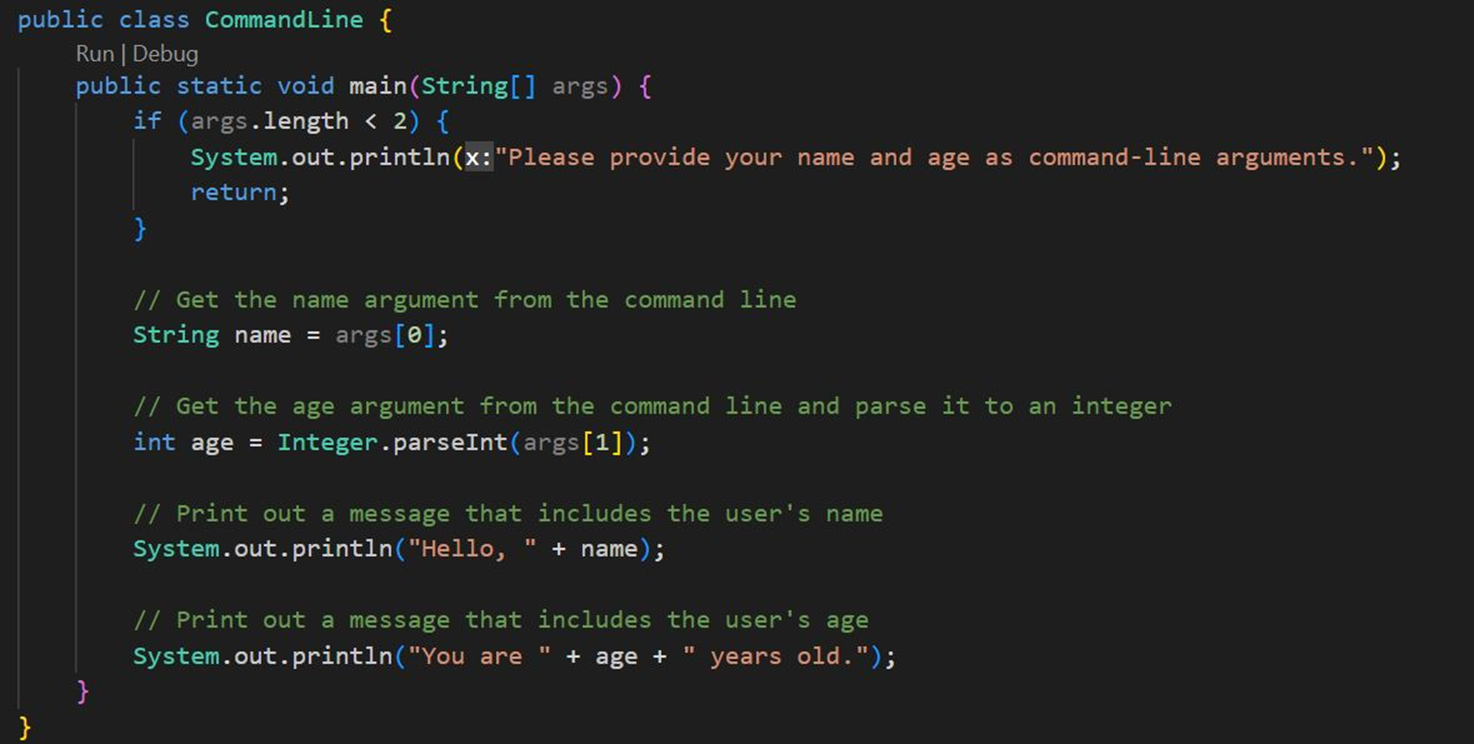 public class CommandLine {
Run | Debug
public static void main(String[] args) {
if (args.length < 2) {
System.out.println(x:"Please provide your name and age as command-line arguments.");
return;
}
// Get the name argument from the command line
String name = args[0];
// Get the age argument from the command line and parse it to an integer
int age = Integer.parseInt(args[1]);
// Print out a message that includes the user's name
System.out.println("Hello, " + name);
// Print out a message that includes the user's age
System.out.println("You are " + age + " years old.");
}
}